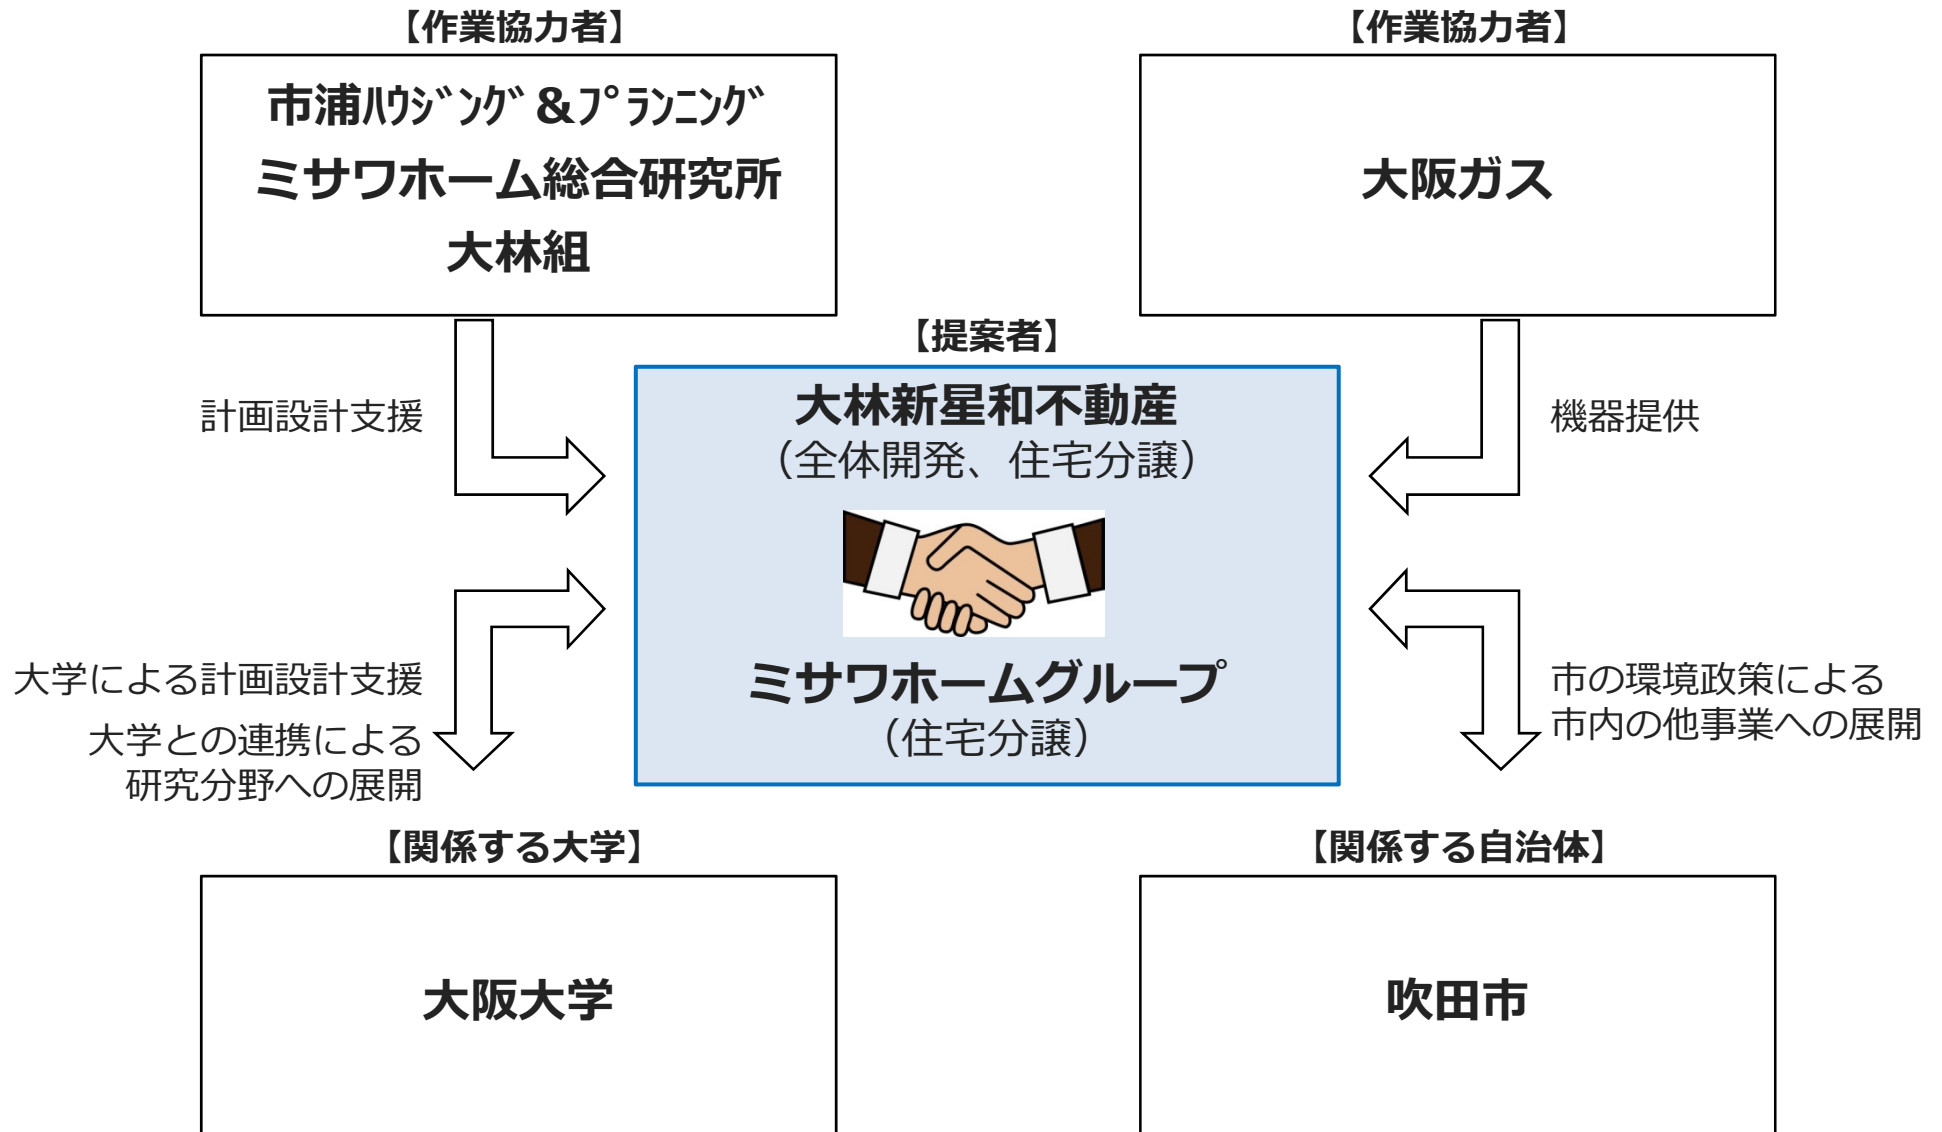 【作業協力者】
市浦ﾊｳｼﾞﾝｸﾞ&ﾌﾟﾗﾝﾆﾝｸﾞ
ミサワホーム総合研究所
大林組
【作業協力者】
大阪ガス
計画設計支援
【提案者】
大林新星和不動産
（全体開発、住宅分譲）
ミサワホームグループ
（住宅分譲）
機器提供
大学による計画設計支援
大学との連携による
研究分野への展開
市の環境政策による
市内の他事業への展開
【関係する大学】
大阪大学
【関係する自治体】
吹田市